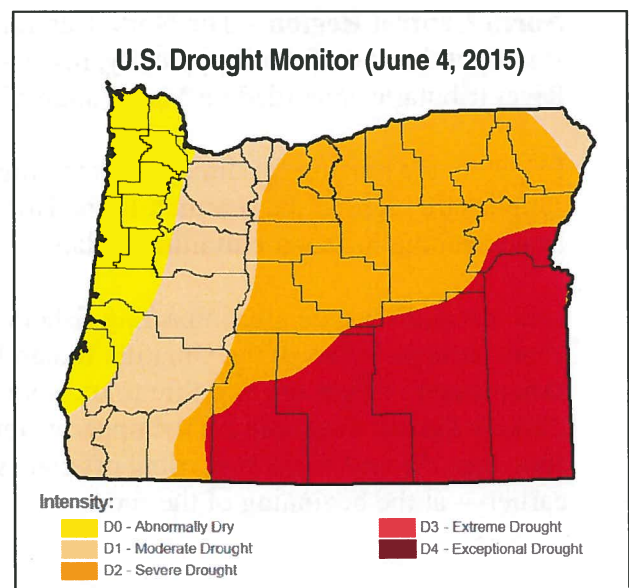 U.S. Drought Monitor (June 4, 2015)
Intensity:
D0 - Abnormally Dry
D1 - Moderate Drought
D2 - Severe Drought
D3 - Extreme Drought
D4 - Exceptional Drought